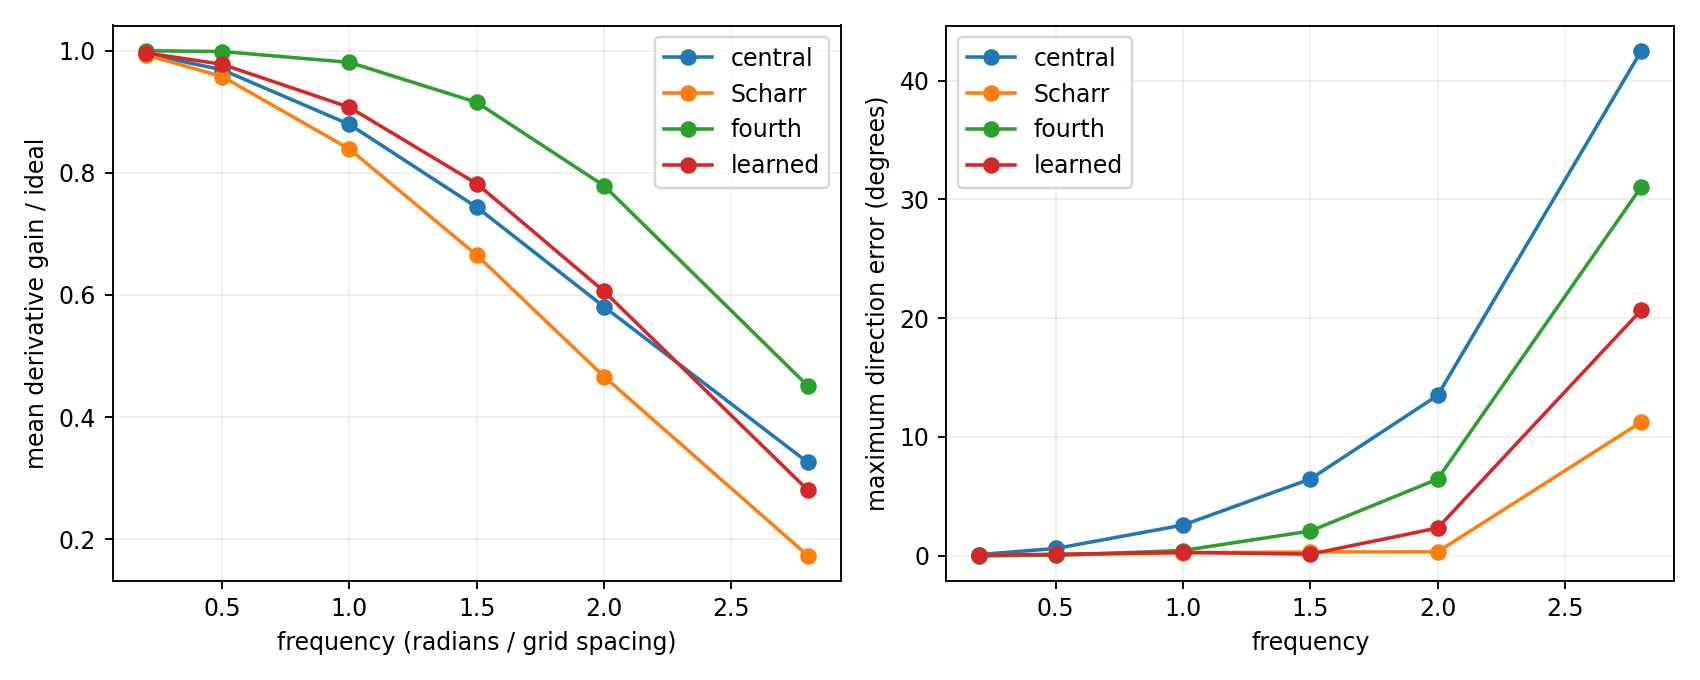 mean derivative gain / ideal
1.0
0.8
0.6
0.4
0.2
central
Scharr
fourth
learned
0.5 1.0 1.5 2.0 2.5
frequency (radians / grid spacing)
maximum direction error (degrees)
40
30
20
10
0
central
Scharr
fourth
learned
0.5 1.0 1.5 2.0 2.5
frequency